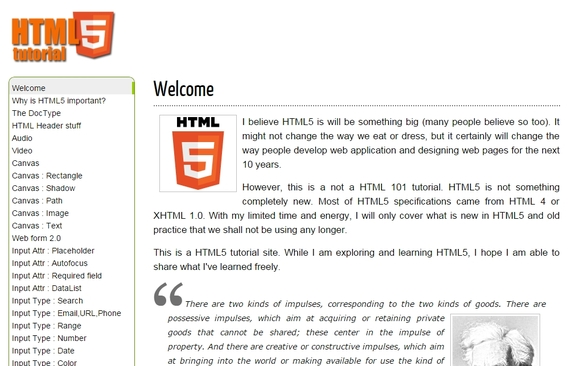 HTML5
tutorial
Welcome
Why is HTML5 important?
The DocType
HTML Header stuff
Audio
Video
Canvas
Canvas : Rectangle
Canvas : Shadow
Canvas : Path
Canvas : Image
Canvas : Text
Web form 2.0
Input Attr : Placeholder
Input Attr : Autofocus
Input Attr : Required field
Input Attr : DataList
Input Type : Search
Input Type : Email,URL,Phone
Input Type : Range
Input Type : Number
Input Type : Date
Input Type : Color
Welcome
HTML
5
I believe HTML5 is will be something big (many people believe so too). It
might not change the way we eat or dress, but it certainly will change the
way people develop web application and designing web pages for the next
10 years.
However, this is a not a HTML 101 tutorial. HTML5 is not something
completely new. Most of HTML5 specifications came from HTML 4 or
XHTML 1.0. With my limited time and energy, I will only cover what is new in HTML5 and old
practice that we shall not be using any longer.
This is a HTML5 tutorial site. While I am exploring and learning HTML5, I hope I am able to
share what I've learned freely.
“There are two kinds of impulses, corresponding to the two kinds of goods. There are
possessive impulses, which aim at acquiring or retaining private
goods that cannot be shared; these center in the impulse of
property. And there are creative or constructive impulses, which aim
at bringing into the world or making available for use the kind of